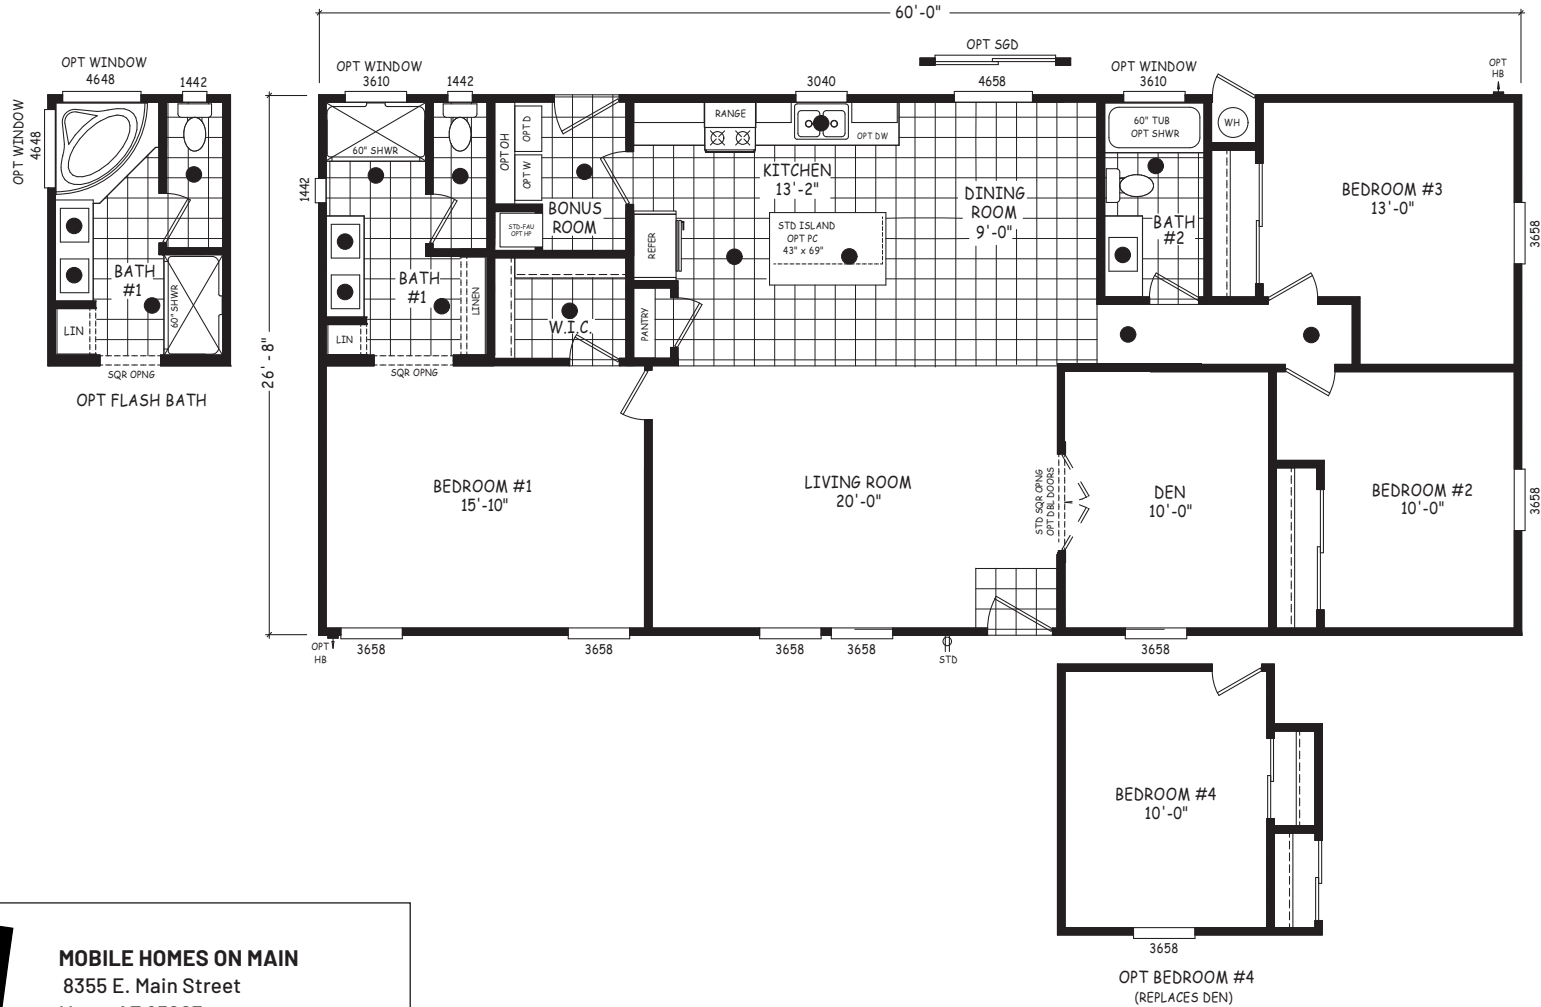 60'-0"
OPT SGD
OPT WINDOW
4648
1442
OPT WINDOW
4648
BATH
#1
60" SHWR
LIN
SQR OPNG
OPT FLASH BATH
26'-8"
OPT WINDOW
3610
1442
3040
4658
OPT WINDOW
3610
OPT
HB
1442
60" SHWR
BATH
#1
LIN
LINEN
SQR OPNG
OPT OH
OPT D
OPT W
STD-FAU
OPT HP
BONUS
ROOM
W.I.C.
RANGE
OPT DW
KITCHEN
13'-2"
REFER
PANTRY
STD ISLAND
OPT PC
43" x 69"
DINING
ROOM
9'-0"
60" TUB
OPT SHWR
BATH
#2
WH
BEDROOM #3
13'-0"
3658
BEDROOM #1
15'-10"
LIVING ROOM
20'-0"
STD SQR OPNG
OPT DBL DOORS
DEN
10'-0"
BEDROOM #2
10'-0"
3658
OPT
HB
3658
3658
3658
3658
STD
3658
BEDROOM #4
10'-0"
3658
OPT BEDROOM #4
(REPLACES DEN)
MOBILE HOMES ON MAIN
8355 E. Main Street